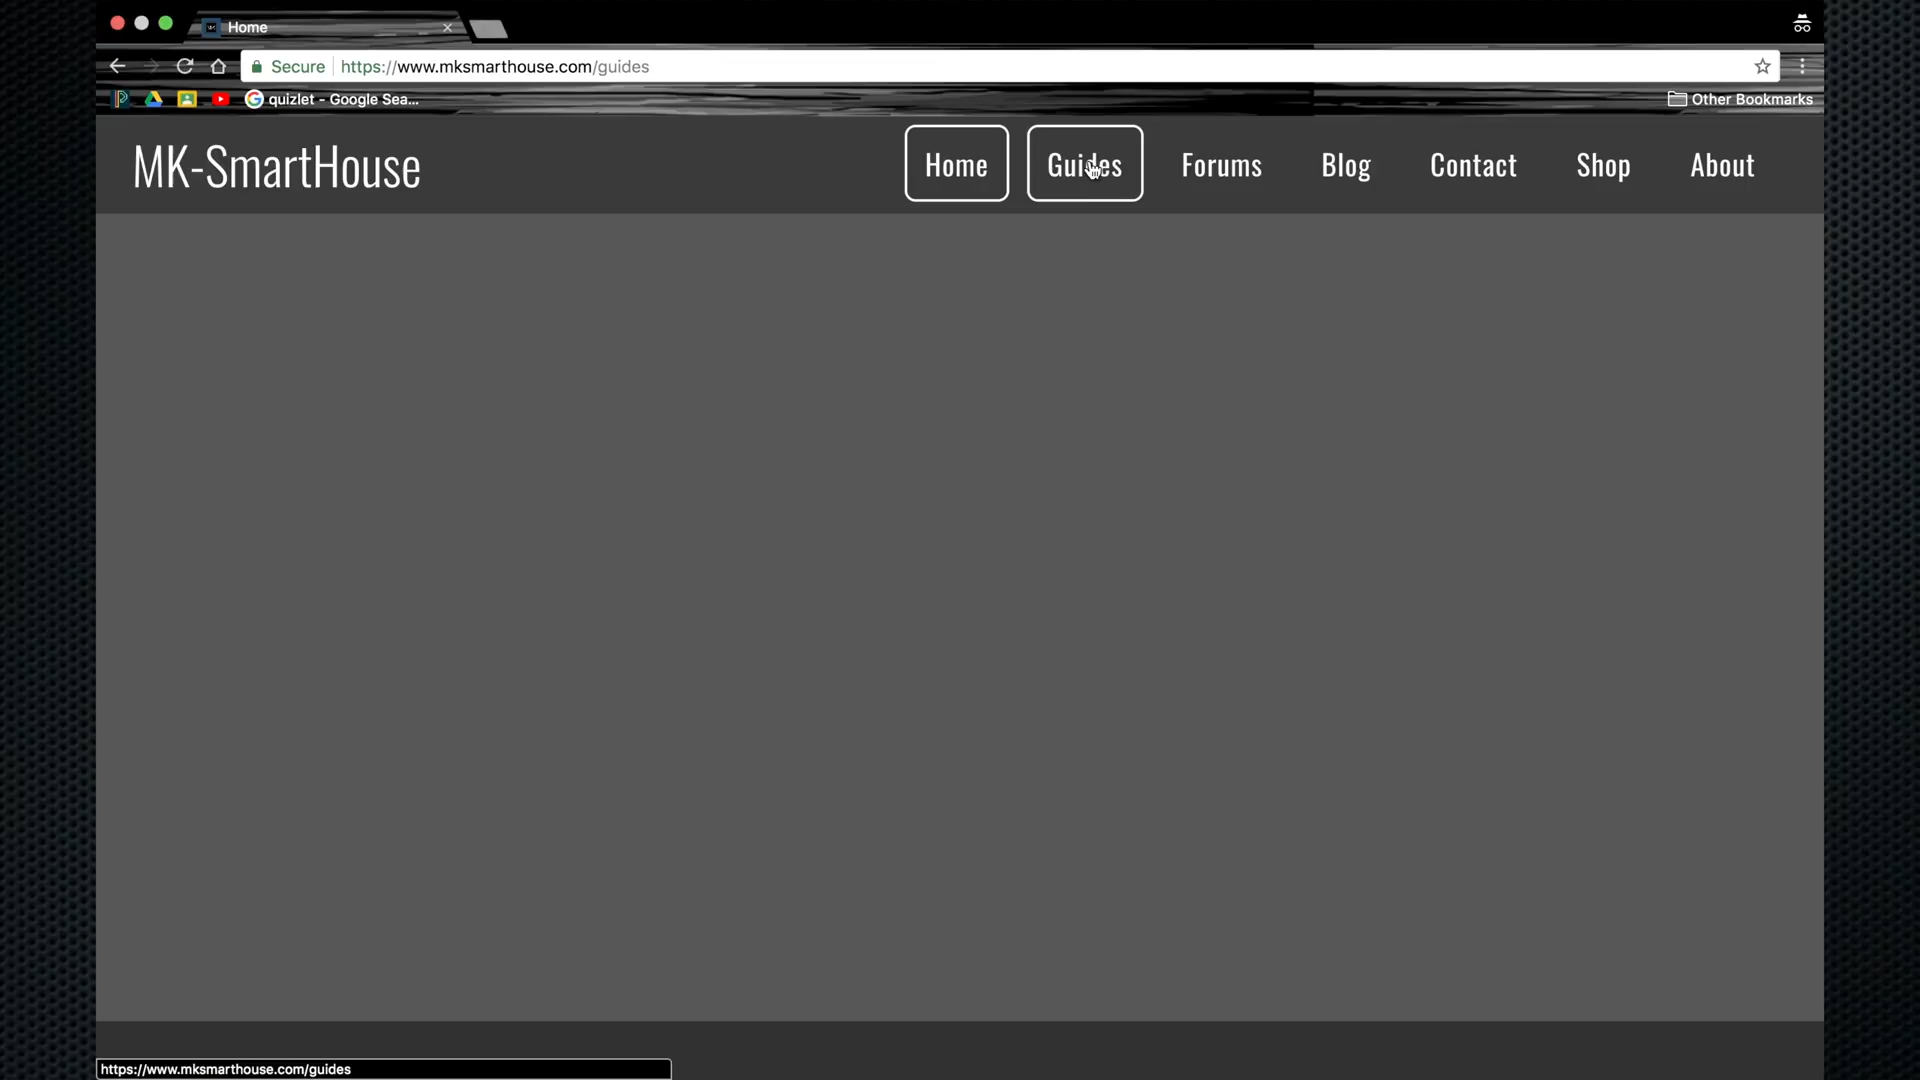 Home
Secure https://www.mksmarthouse.com/guides
quizlet - Google Sea...
Other Bookmarks
MK-SmartHouse
Home
Guides
Forums
Blog
Contact
Shop
About
https://www.mksmarthouse.com/guides